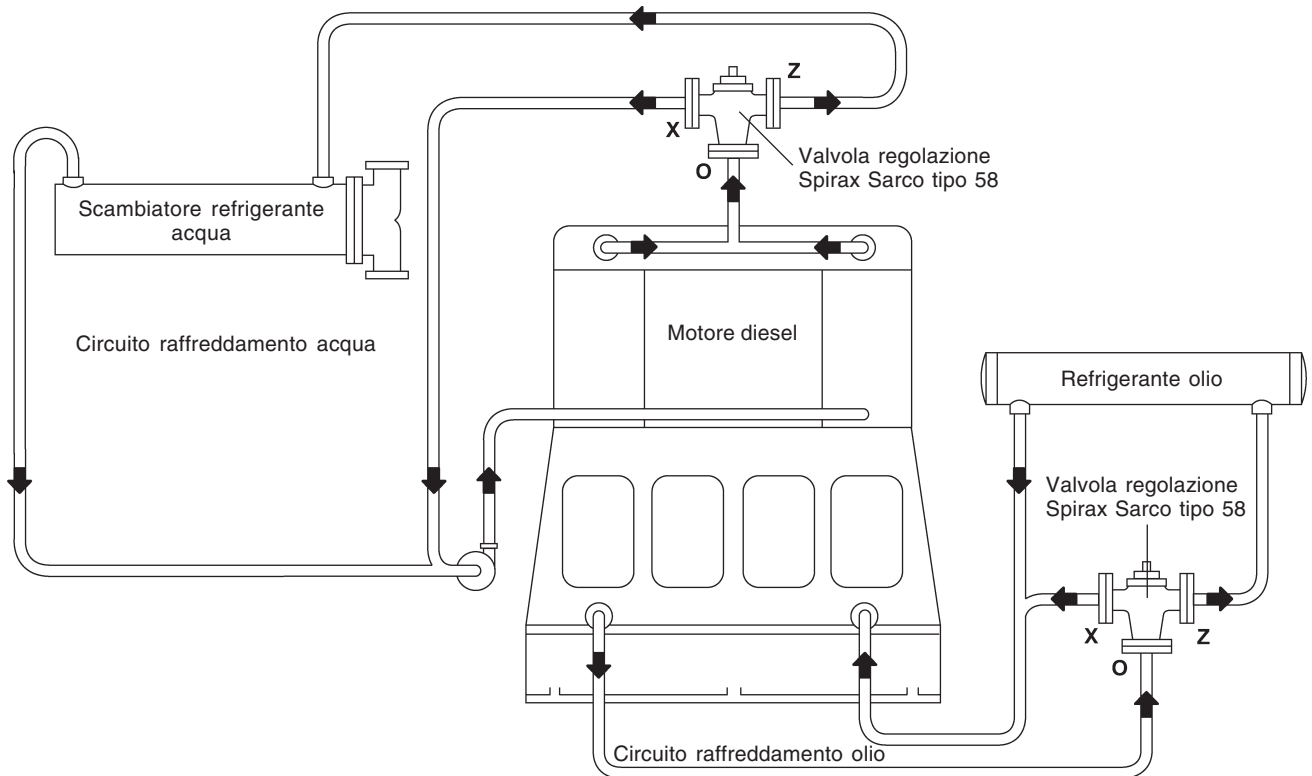 Z
X
O
Valvola regolazione
Spirax Sarco tipo 58
Scambiatore refrigerante
acqua
Circuito raffreddamento acqua
Motore diesel
Refrigerante olio
Valvola regolazione
Spirax Sarco tipo 58
X
Z
O
Circuito raffreddamento olio